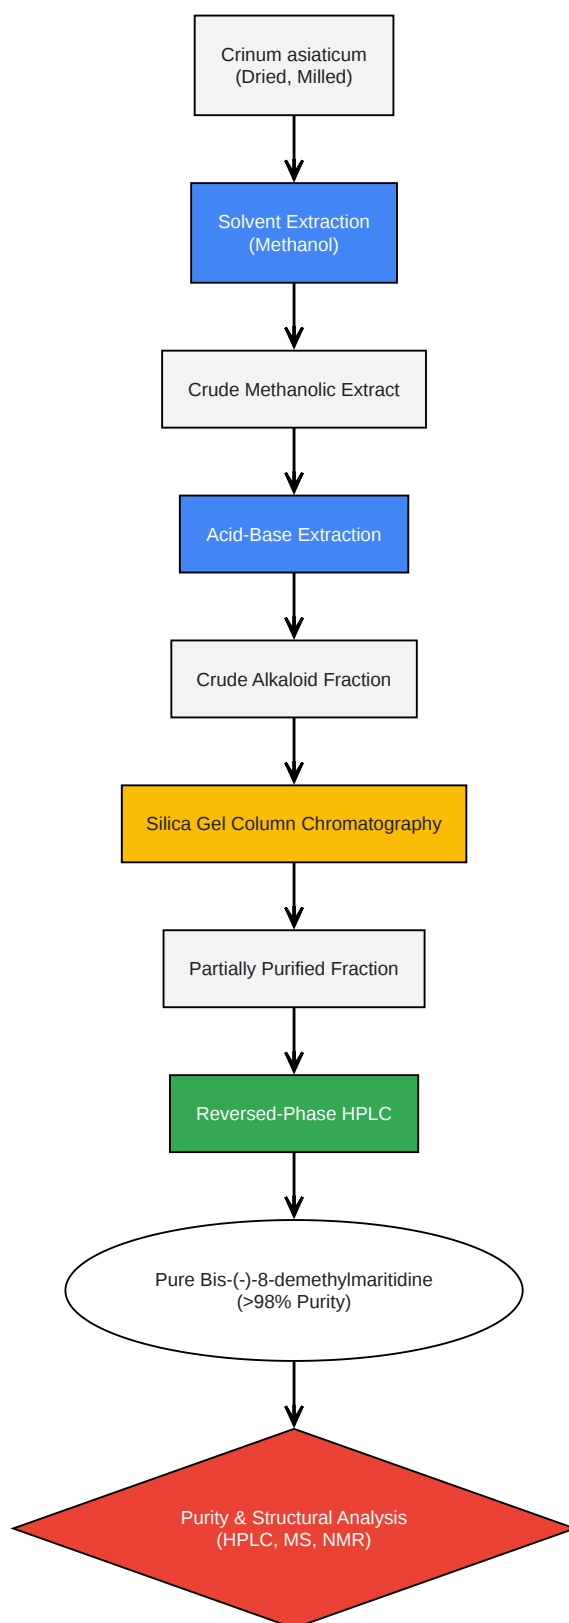 Crinum asiaticum
(Dried, Milled)
Solvent Extraction
(Methanol)
Crude Methanolic Extract
Acid-Base Extraction
Crude Alkaloid Fraction
Silica Gel Column Chromatography
Partially Purified Fraction
Reversed-Phase HPLC
Pure Bis-(-)-8-demethylmaritidine
(>98% Purity)
Purity & Structural Analysis
(HPLC, MS, NMR)